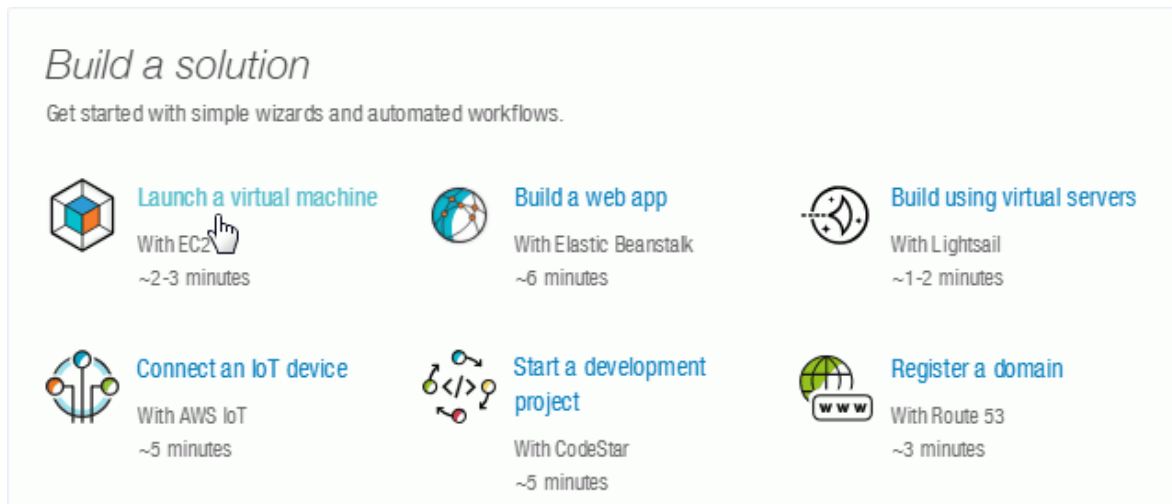 Build a solution
Get started with simple wizards and automated workflows.
Launch a virtual machine
With EC2
~2-3 minutes
Build a web app
With Elastic Beanstalk
~6 minutes
Build using virtual servers
With Lightsail
~1-2 minutes
Connect an IoT device
With AWS IoT
~5 minutes
</>
Start a development
project
With CodeStar
~5 minutes
www
Register a domain
With Route 53
~3 minutes